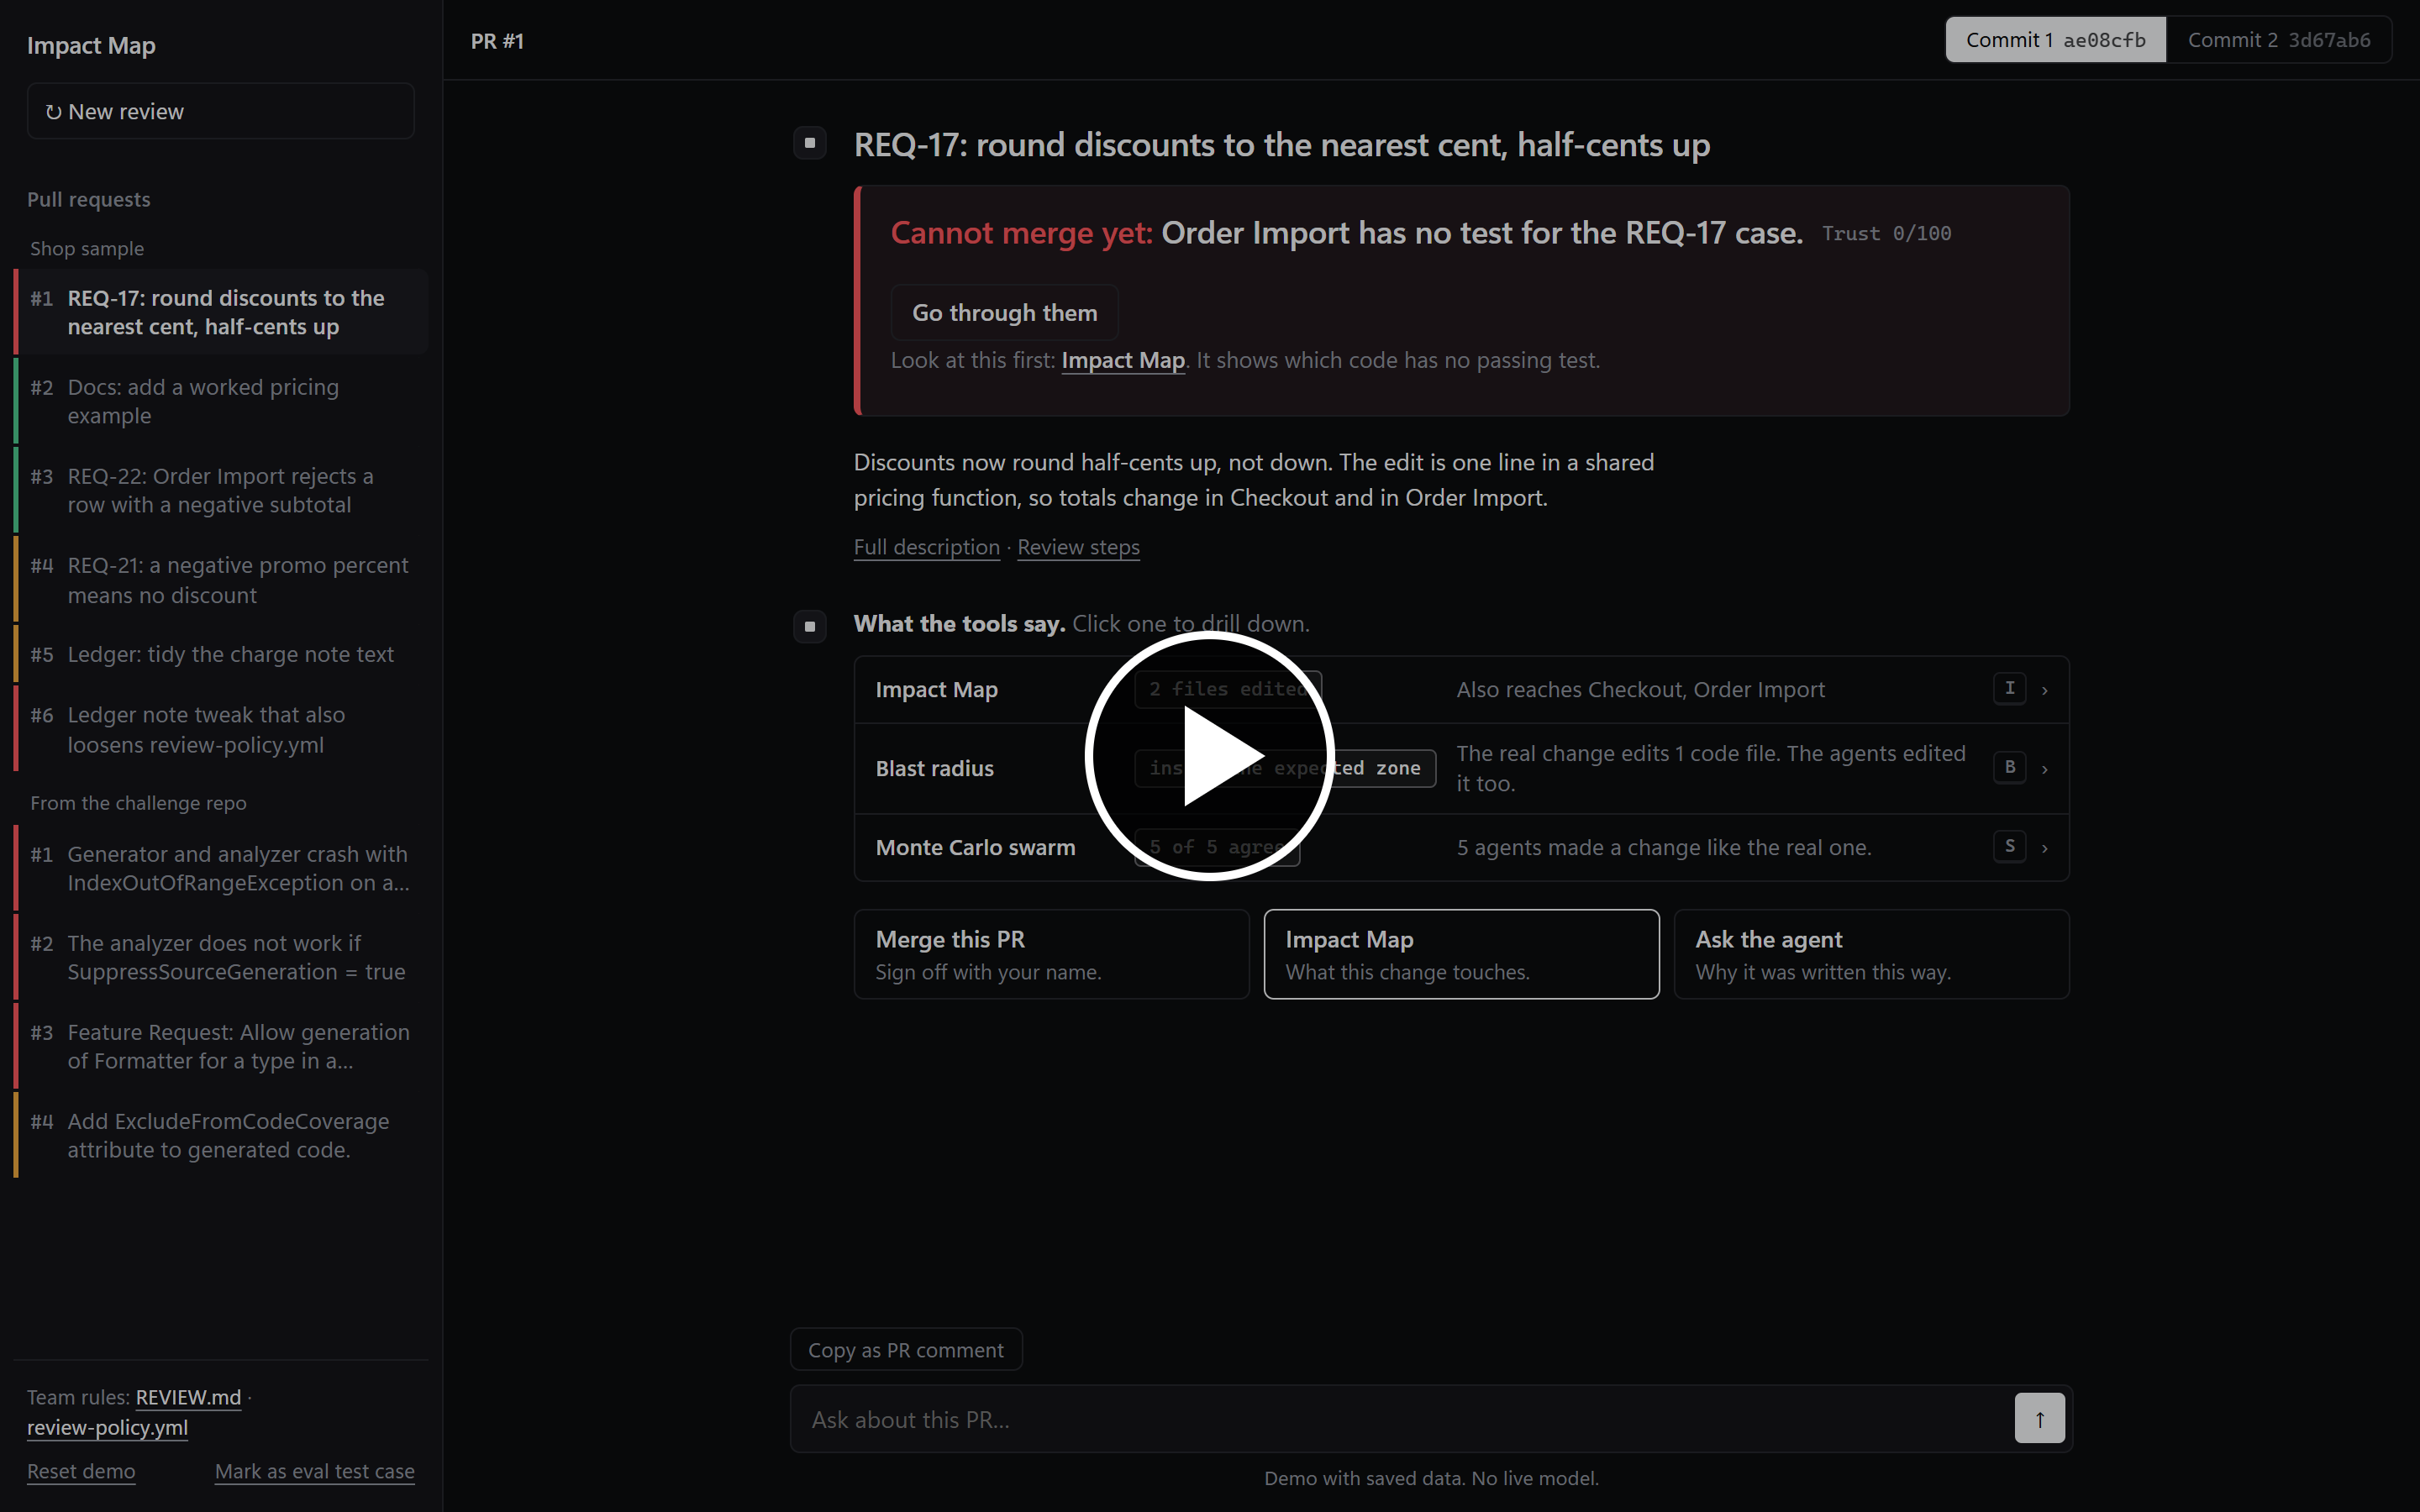 Impact Map
↻ New review
Pull requests
Shop sample
#1 REQ-17: round discounts to the
nearest cent, half-cents up
#2 Docs: add a worked pricing
example
#3 REQ-22: Order Import rejects a
row with a negative subtotal
#4 REQ-21: a negative promo percent
means no discount
#5 Ledger: tidy the charge note text
#6 Ledger note tweak that also
loosens review-policy.yml
From the challenge repo
#1 Generator and analyzer crash with
IndexOutOfRangeException on a...
#2 The analyzer does not work if
SuppressSourceGeneration = true
#3 Feature Request: Allow generation
of Formatter for a type in a...
#4 Add ExcludeFromCodeCoverage
attribute to generated code.
Team rules: REVIEW.md ·
review-policy.yml
Reset demo Mark as eval test case
PR #1
Commit 1 ae08cfb Commit 2 3d67ab6
REQ-17: round discounts to the nearest cent, half-cents up
Cannot merge yet: Order Import has no test for the REQ-17 case. Trust 0/100
Go through them
Look at this first: Impact Map. It shows which code has no passing test.
Discounts now round half-cents up, not down. The edit is one line in a shared
pricing function, so totals change in Checkout and in Order Import.
Full description · Review steps
What the tools say. Click one to drill down.
Impact Map 2 files edited Also reaches Checkout, Order Import I ›
Blast radius expected zone The real change edits 1 code file. The agents edited
it too. B ›
Monte Carlo swarm 5 of 5 agree 5 agents made a change like the real one. S ›
Merge this PR
Sign off with your name.
Impact Map
What this change touches.
Ask the agent
Why it was written this way.
Copy as PR comment
Ask about this PR... ↑
Demo with saved data. No live model.